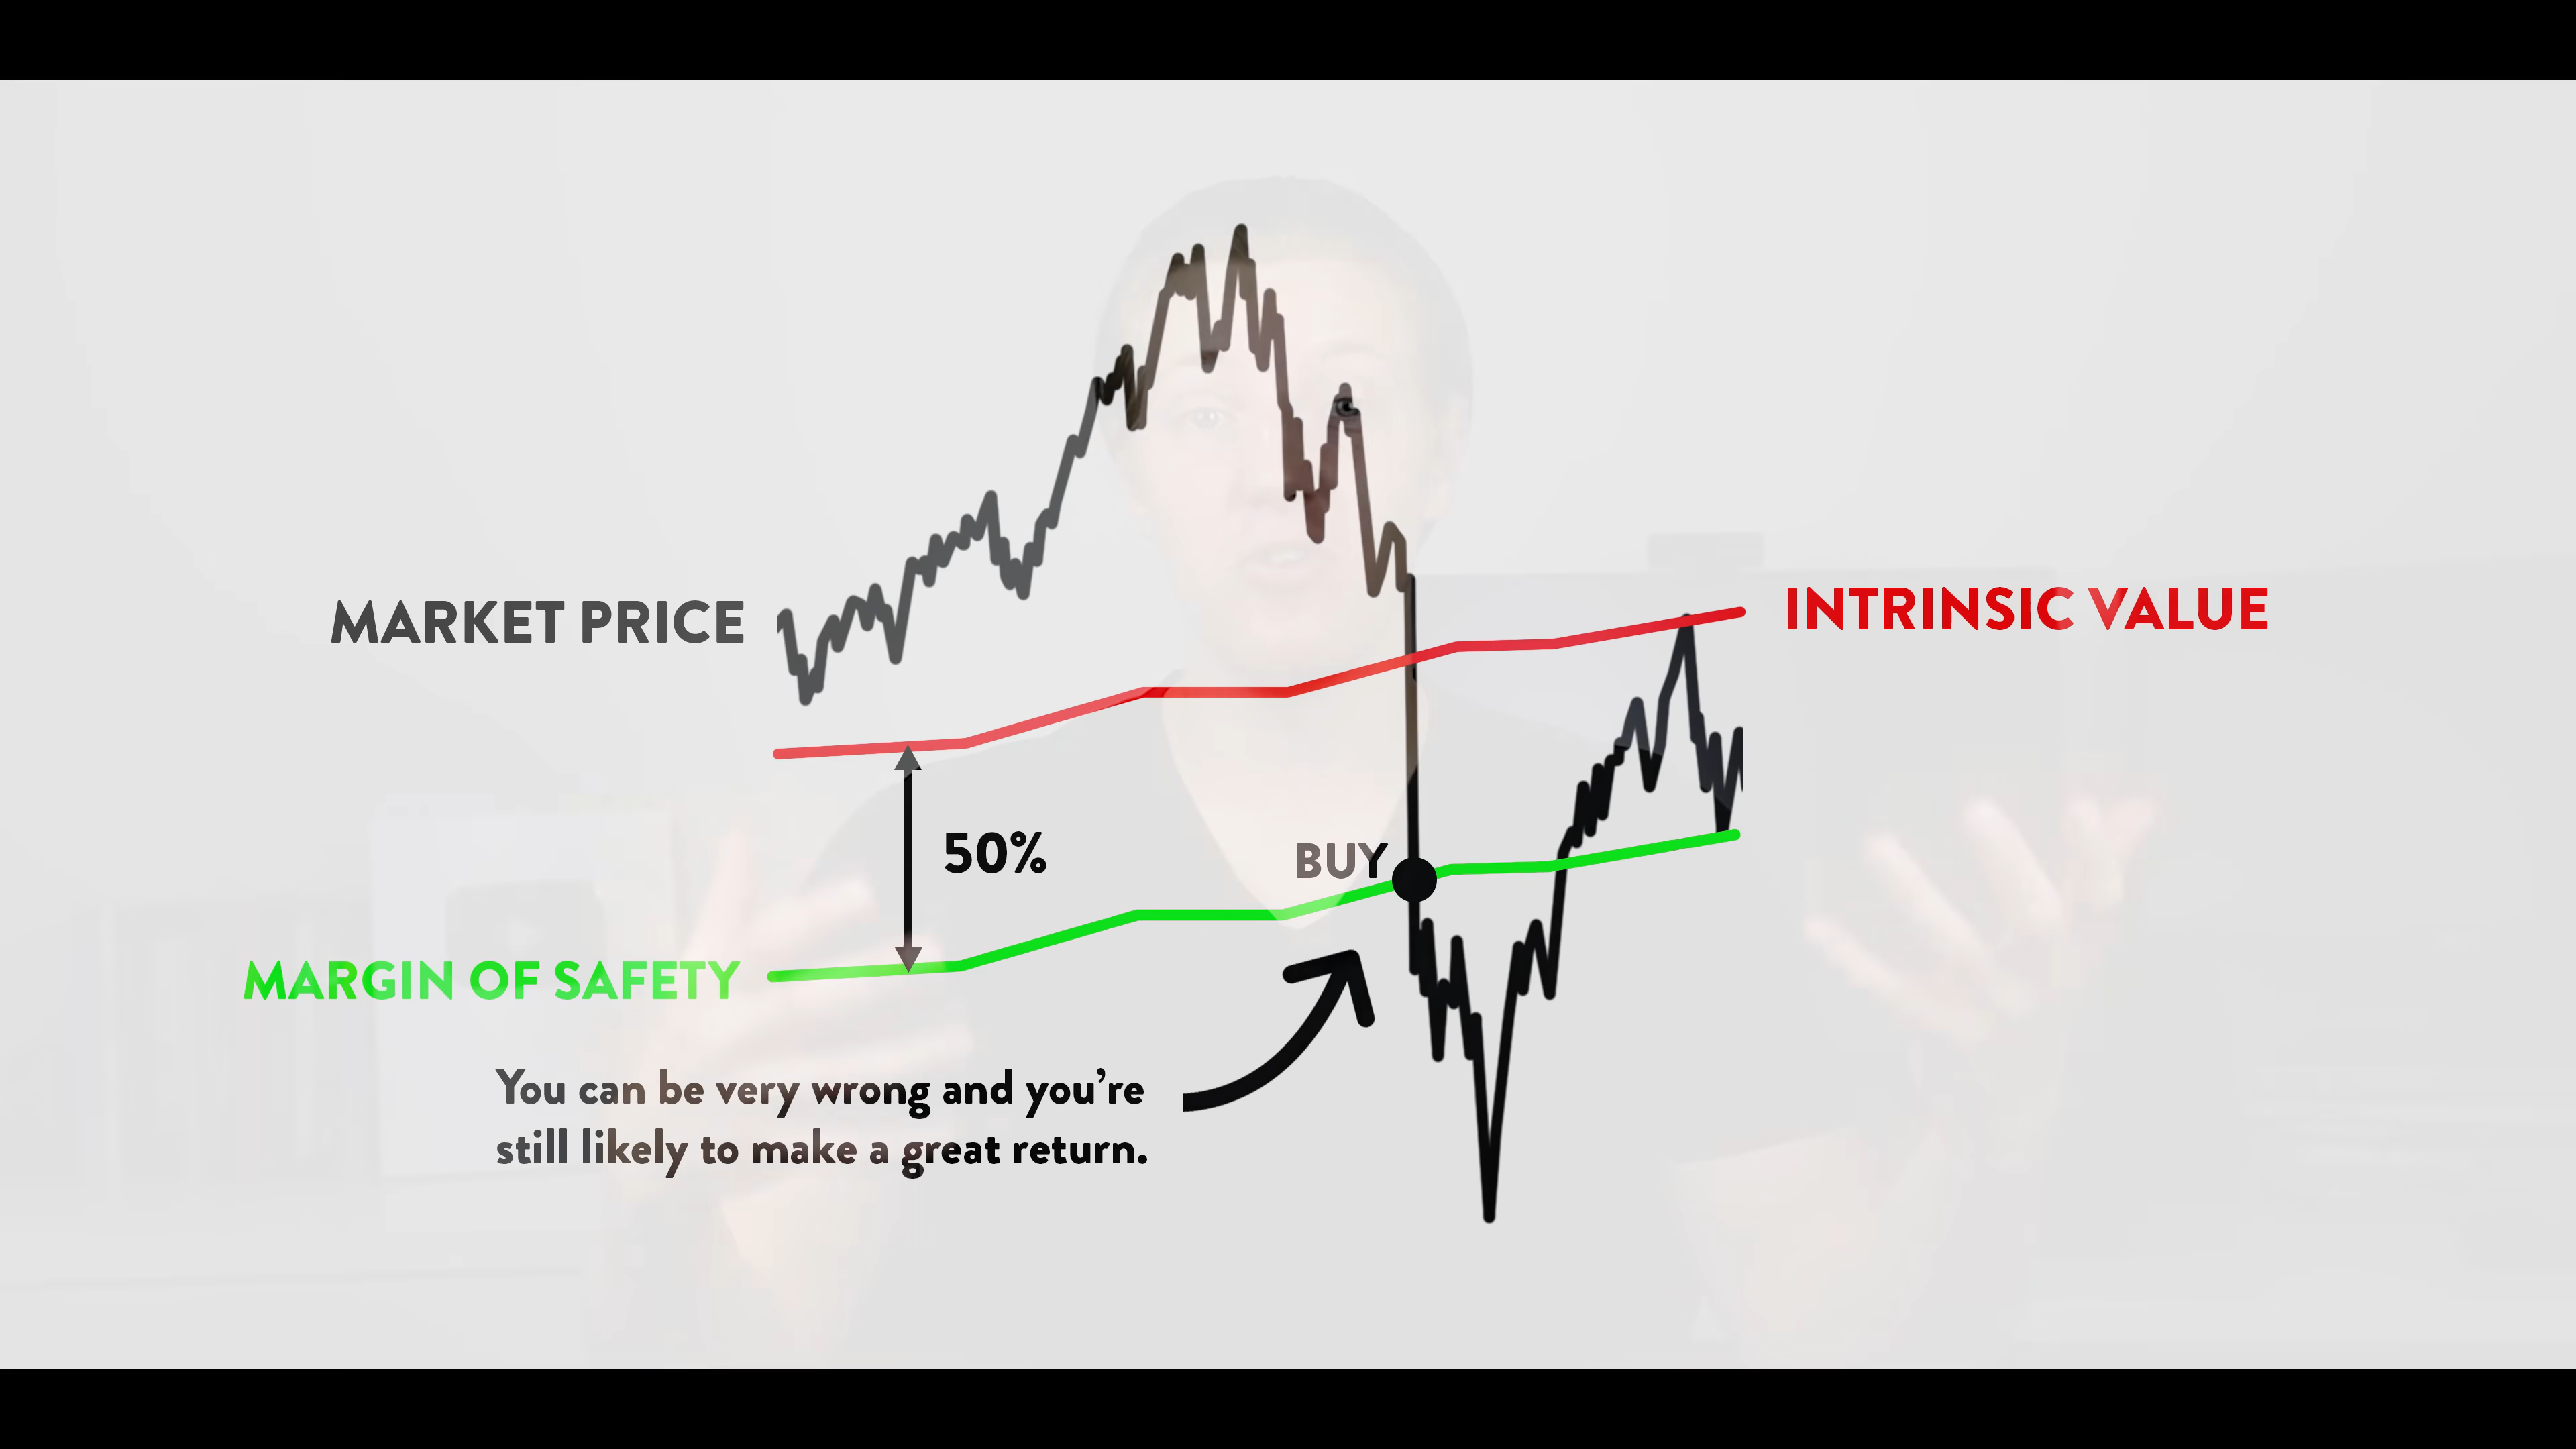 MARKET PRICE
INTRINSIC VALUE
50%
BUY
MARGIN OF SAFETY
You can be very wrong and you’re
still likely to make a great return.